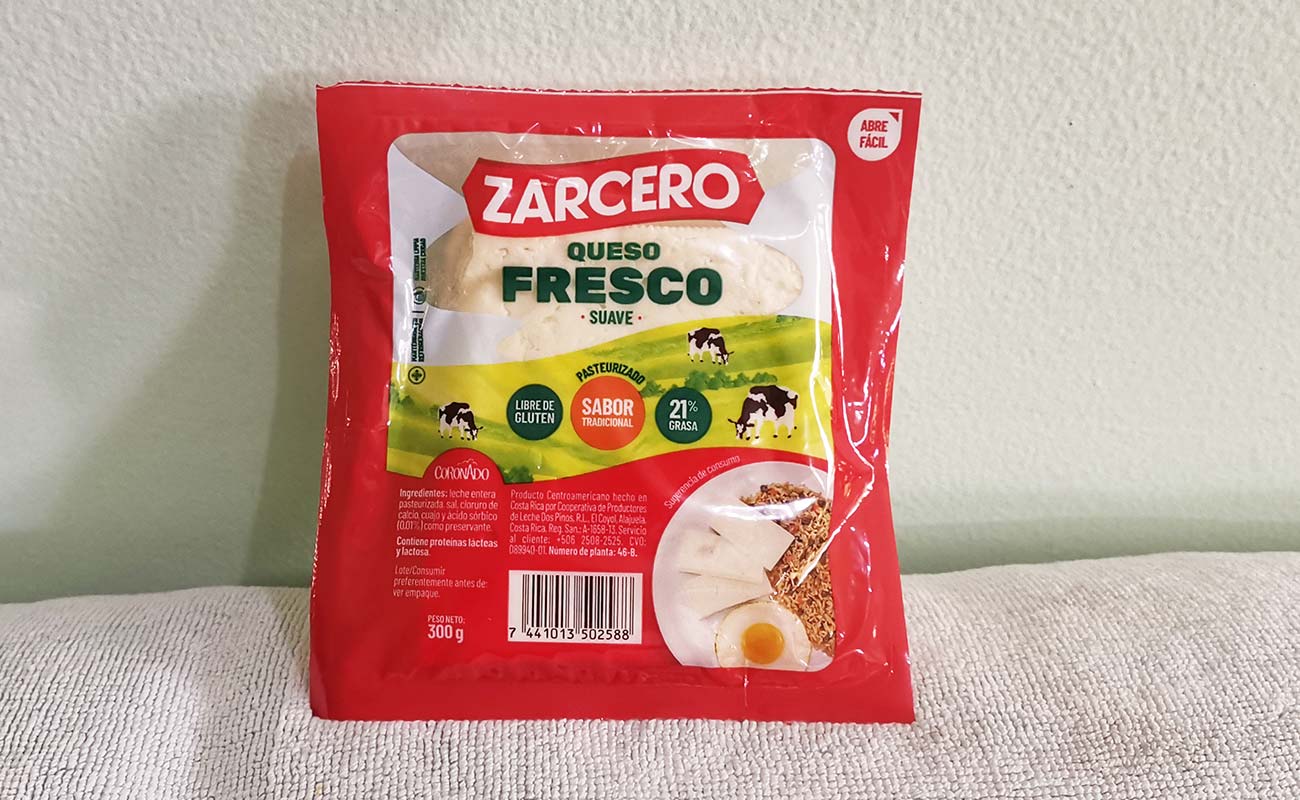 ABRE
FÁCIL
ZARCERO
QUESO
FRESCO
· SUAVE ·
PASTEURIZADO
LIBRE DE
GLUTEN
SABOR
TRADICIONAL
21%
GRASA
CORONADO
Sugerencia de consumo
Ingredientes: leche entera
pasteurizada, sal, cloruro de
calcio, cuajo y ácido sórbico
(0.01%) como preservante.
Contiene proteínas lácteas
y lactosa.
Lote/Consumir
preferentemente antes de:
ver empaque.
PESO NETO:
300 g
Producto Centroamericano hecho en
Costa Rica por Cooperativa de Productores
de Leche Dos Pinos, R.L., El Coyol, Alajuela,
Costa Rica. Reg. San.: A-1658-13. Servicio
al cliente: +506 2508-2525. CVO:
089940-01. Número de planta: 46-B.
7 441013 502588